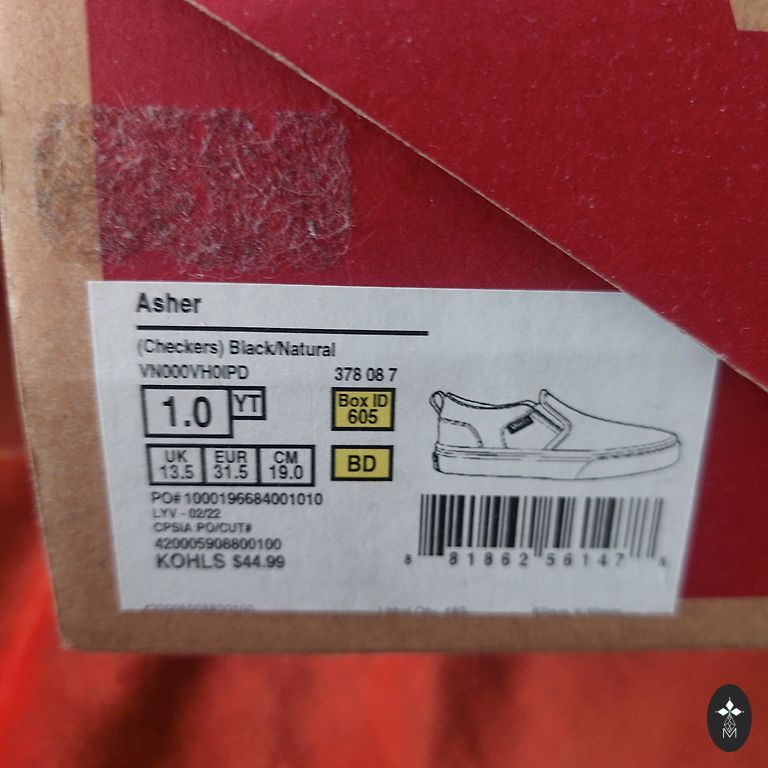 Asher
(Checkers) Black/Natural
VN000VH0IPD 378 08 7
1.0 YT
Box ID
605
UK EUR CM
13.5 31.5 19.0
BD
PO# 1000196684001010
LYV - 02/22
CPSIA PO/CUT#
420005908800100
KOHLS $44.99
8 81862 56147